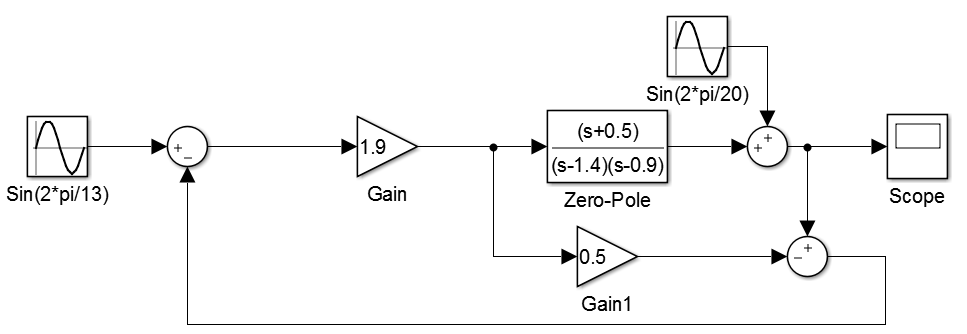 Sin(2*pi/20)
Sin(2*pi/13)
+
−
1.9
Gain
(s+0.5)
(s-1.4)(s-0.9)
Zero-Pole
+
+
Scope
0.5
Gain1
+
−